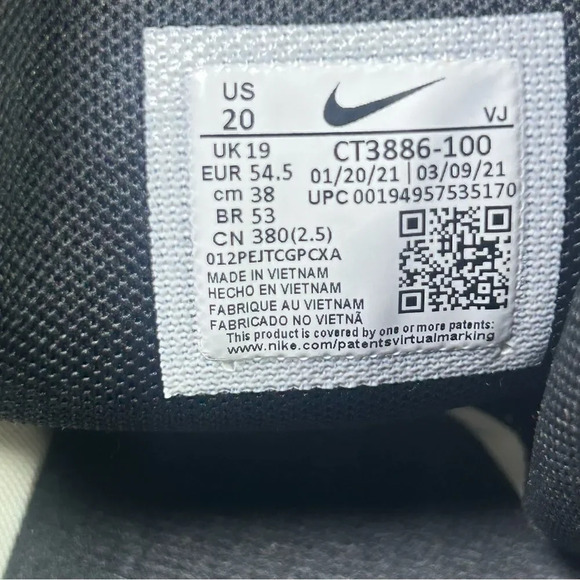 US
20
VJ
UK 19
CT3886-100
EUR 54.5
01/20/21 | 03/09/21
cm 38
UPC 00194957535170
BR 53
CN 380(2.5)
012PEJTCGPCXA
MADE IN VIETNAM
HECHO EN VIETNAM
FABRIQUE AU VIETNAM
FABRICADO NO VIETNÃ
This product is covered by one or more patents:
www.nike.com/patentsvirtualmarking